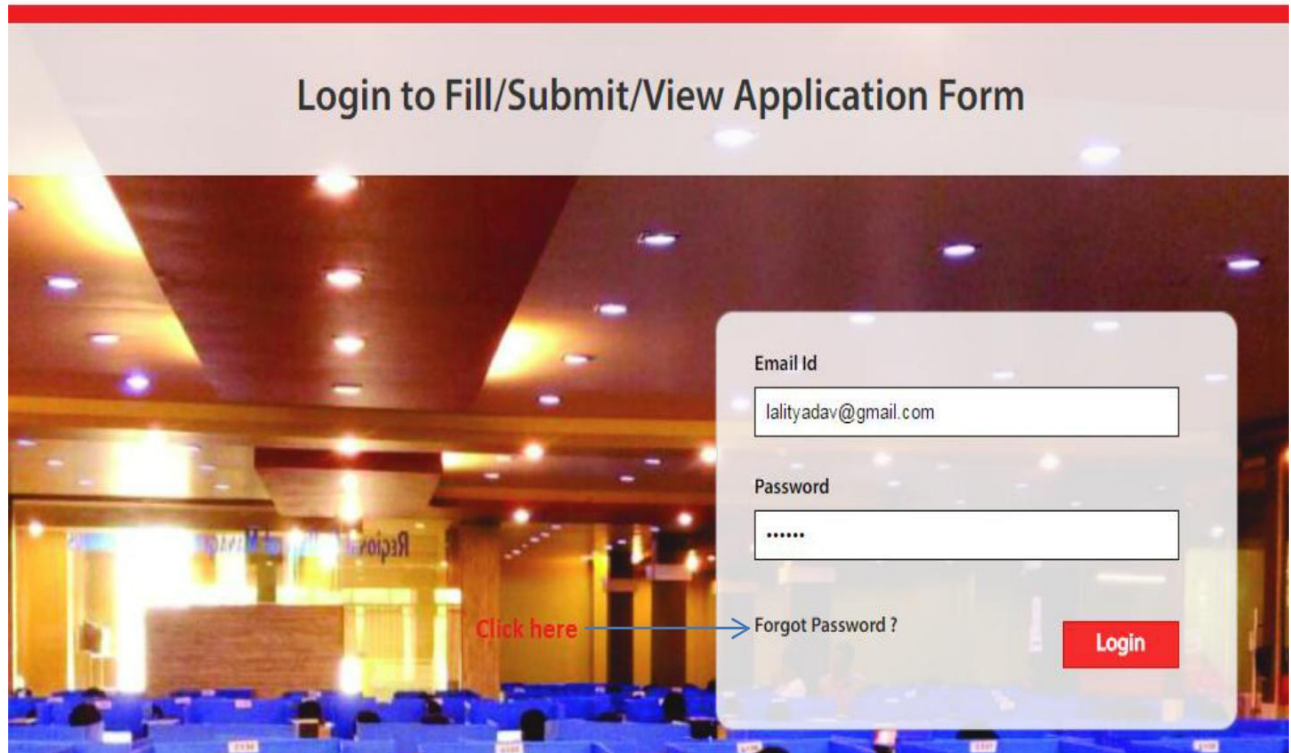 Login to Fill/Submit/View Application Form
Email Id
lalityadav@gmail.com
Password
••••••
Click here
Forgot Password ?
Login